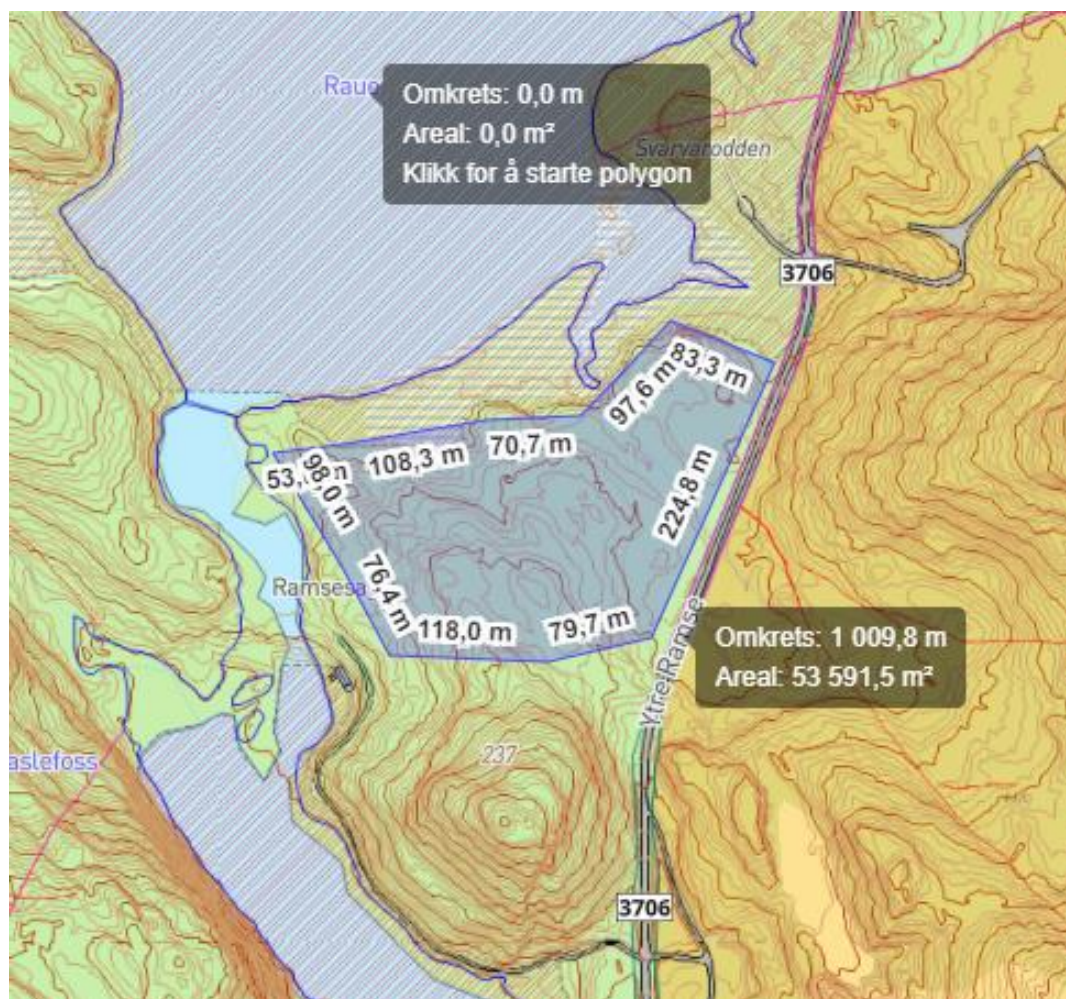 Omkrets: 0,0 m
Areal: 0,0 m²
Klikk for å starte polygon
Svarvarodden
3706
83,3 m
97,6 m
70,7 m
108,3 m
98,0 m
224,8 m
76,4 m
118,0 m
79,7 m
Omkrets: 1 009,8 m
Areal: 53 591,5 m²
Ytre Ramse
237
3706